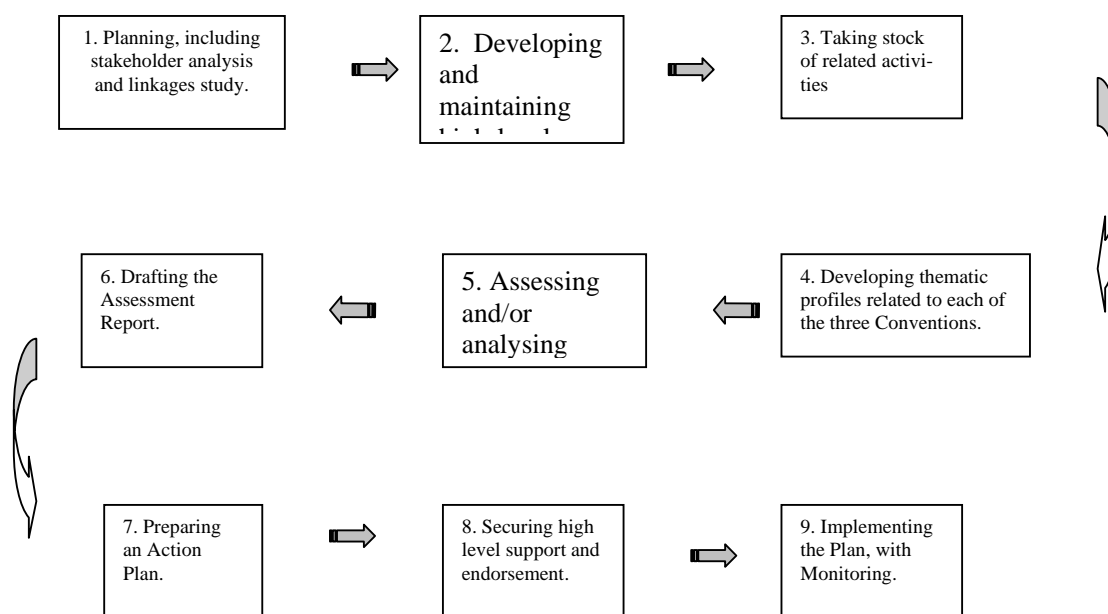 1. Planning, including
stakeholder analysis
and linkages study.
2. Developing
and
maintaining
3. Taking stock
of related activi-
ties
6. Drafting the
Assessment
Report.
5. Assessing
and/or
analysing
4. Developing thematic
profiles related to each of
the three Conventions.
7. Preparing
an Action
Plan.
8. Securing high
level support and
endorsement.
9. Implementing
the Plan, with
Monitoring.